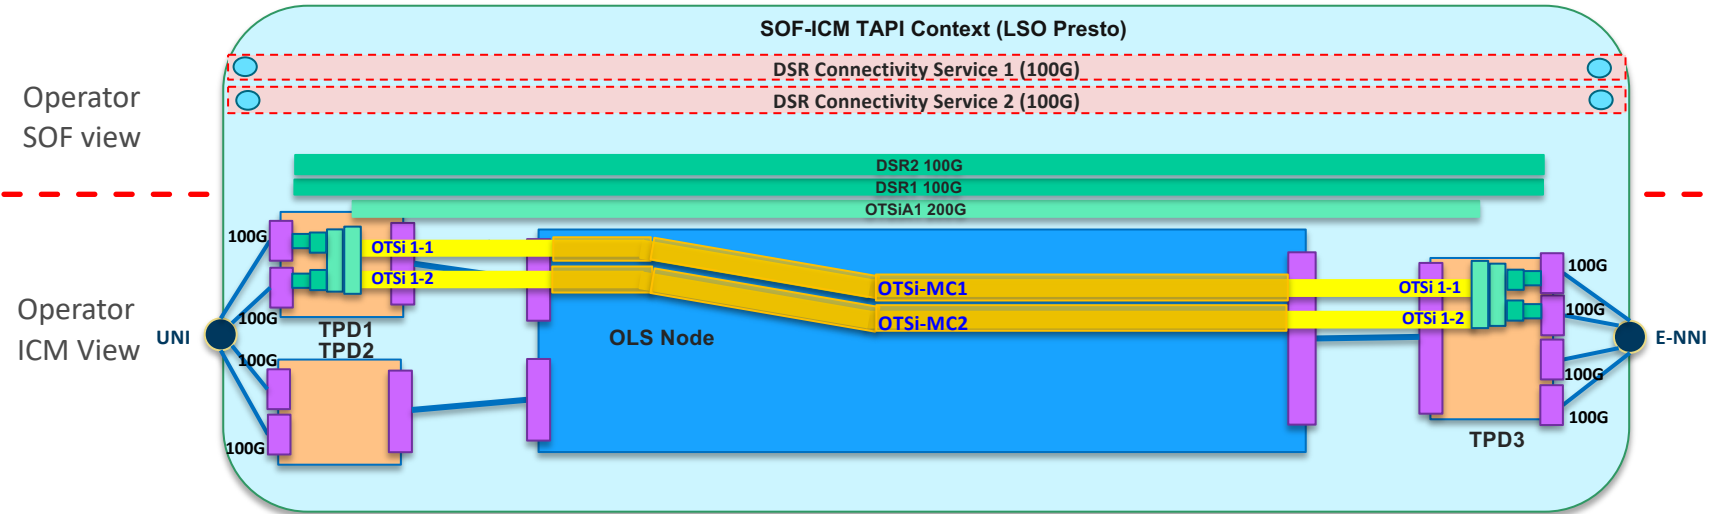 SOF-ICM TAPI Context (LSO Presto)
DSR Connectivity Service 1 (100G)
DSR Connectivity Service 2 (100G)
Operator
SOF view
DSR2 100G
DSR1 100G
OTSiA1 200G
100G
OTSi 1-1
OTSi 1-2
100G
TPD1
TPD2
100G
100G
UNI
Operator
ICM View
OTSi-MC1
OTSi-MC2
OLS Node
OTSi 1-1
OTSi 1-2
100G
100G
100G
100G
E-NNI
TPD3